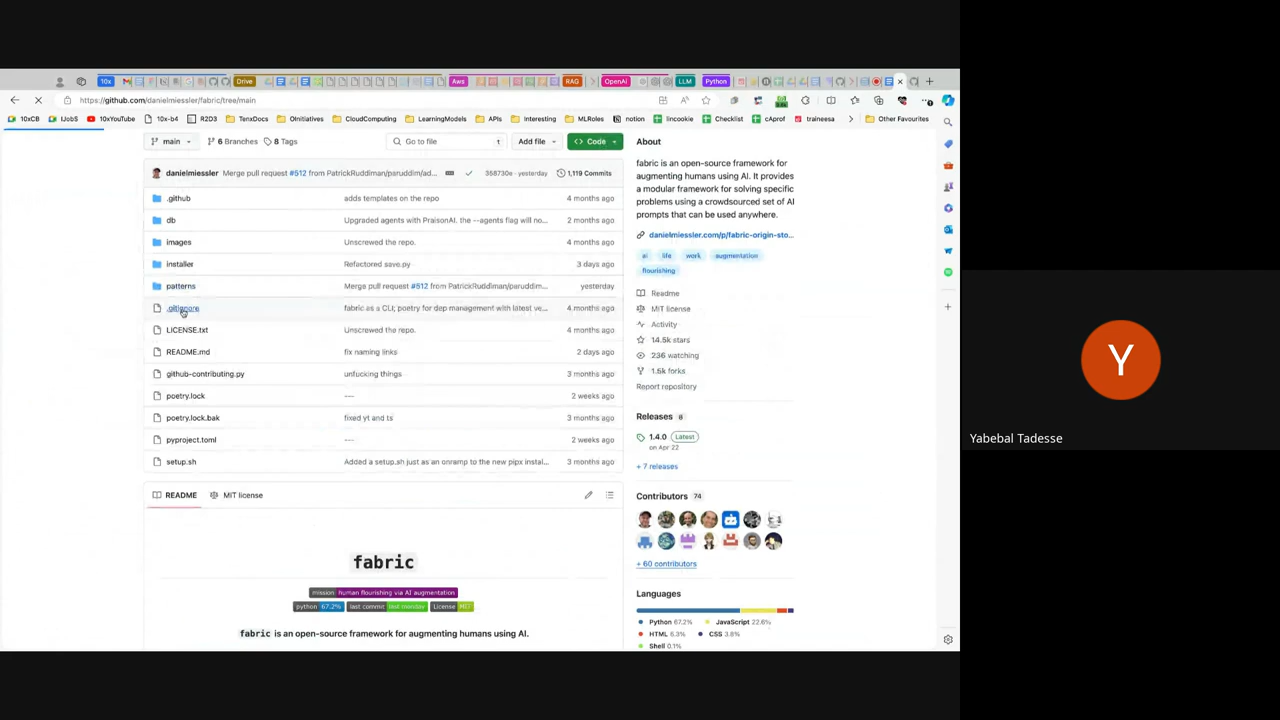 10x Drive Aws RAG OpenAI LLM Python
https://github.com/danielmiessler/fabric/tree/main
10xCB IJobS 10xYouTube 10x-b4 R2D3 TenxDocs OInitiatives CloudComputing LearningModels APIs Interesting MLRoles notion lincookie Checklist cAprof traineesa Other Favourites
main 6 Branches 8 Tags Go to file t Add file Code
danielmiessler Merge pull request #512 from PatrickRuddiman/paruddim/ad... 358730s · yesterday 1,119 Commits
.github adds templates on the repo 4 months ago
db Upgraded agents with PraisonAI. the --agents flag will no... 2 months ago
images Unscrewed the repo. 4 months ago
installer Refactored save.py 3 days ago
patterns Merge pull request #512 from PatrickRuddiman/paruddim... yesterday
.gitignore fabric as a CLI; poetry for dep management with latest ve... 4 months ago
LICENSE.txt Unscrewed the repo. 4 months ago
README.md fix naming links 2 days ago
github-contributing.py unfucking things 3 months ago
poetry.lock --- 2 weeks ago
poetry.lock.bak fixed yt and ts 3 months ago
pyproject.toml --- 2 weeks ago
setup.sh Added a setup.sh just as an onramp to the new pipx instal... 3 months ago
README MIT license
fabric
mission human flourishing via AI augmentation
python 67.2% last commit last monday License MIT
fabric is an open-source framework for augmenting humans using AI.
About
fabric is an open-source framework for
augmenting humans using AI. It provides
a modular framework for solving specific
problems using a crowdsourced set of AI
prompts that can be used anywhere.
danielmiessler.com/p/fabric-origin-sto...
ai life work augmentation
flourishing
Readme
MIT license
Activity
14.5k stars
236 watching
1.5k forks
Report repository
Releases 8
1.4.0 Latest
on Apr 22
+ 7 releases
Contributors 74
+ 60 contributors
Languages
Python 67.2% JavaScript 22.6%
HTML 6.3% CSS 3.8%
Shell 0.1%
Y
Yabebal Tadesse